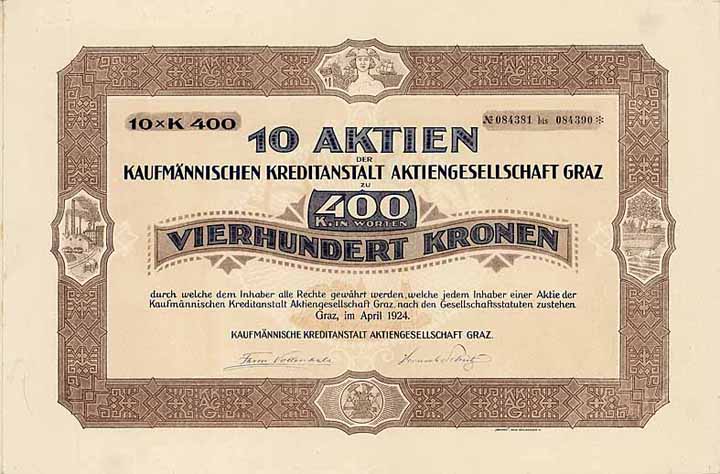 10×K 400
№ 084381 bis 084390 *
10 AKTIEN
DER
KAUFMÄNNISCHEN KREDITANSTALT AKTIENGESELLSCHAFT GRAZ
ZU
400
K. IN WORTEN
VIERHUNDERT KRONEN
durch welche dem Inhaber alle Rechte gewährt werden, welche jedem Inhaber einer Aktie der
Kaufmännischen Kreditanstalt Aktiengesellschaft Graz nach den Gesellschaftsstatuten zustehen
Graz, im April 1924.
KAUFMÄNNISCHE KREDITANSTALT AKTIENGESELLSCHAFT GRAZ.